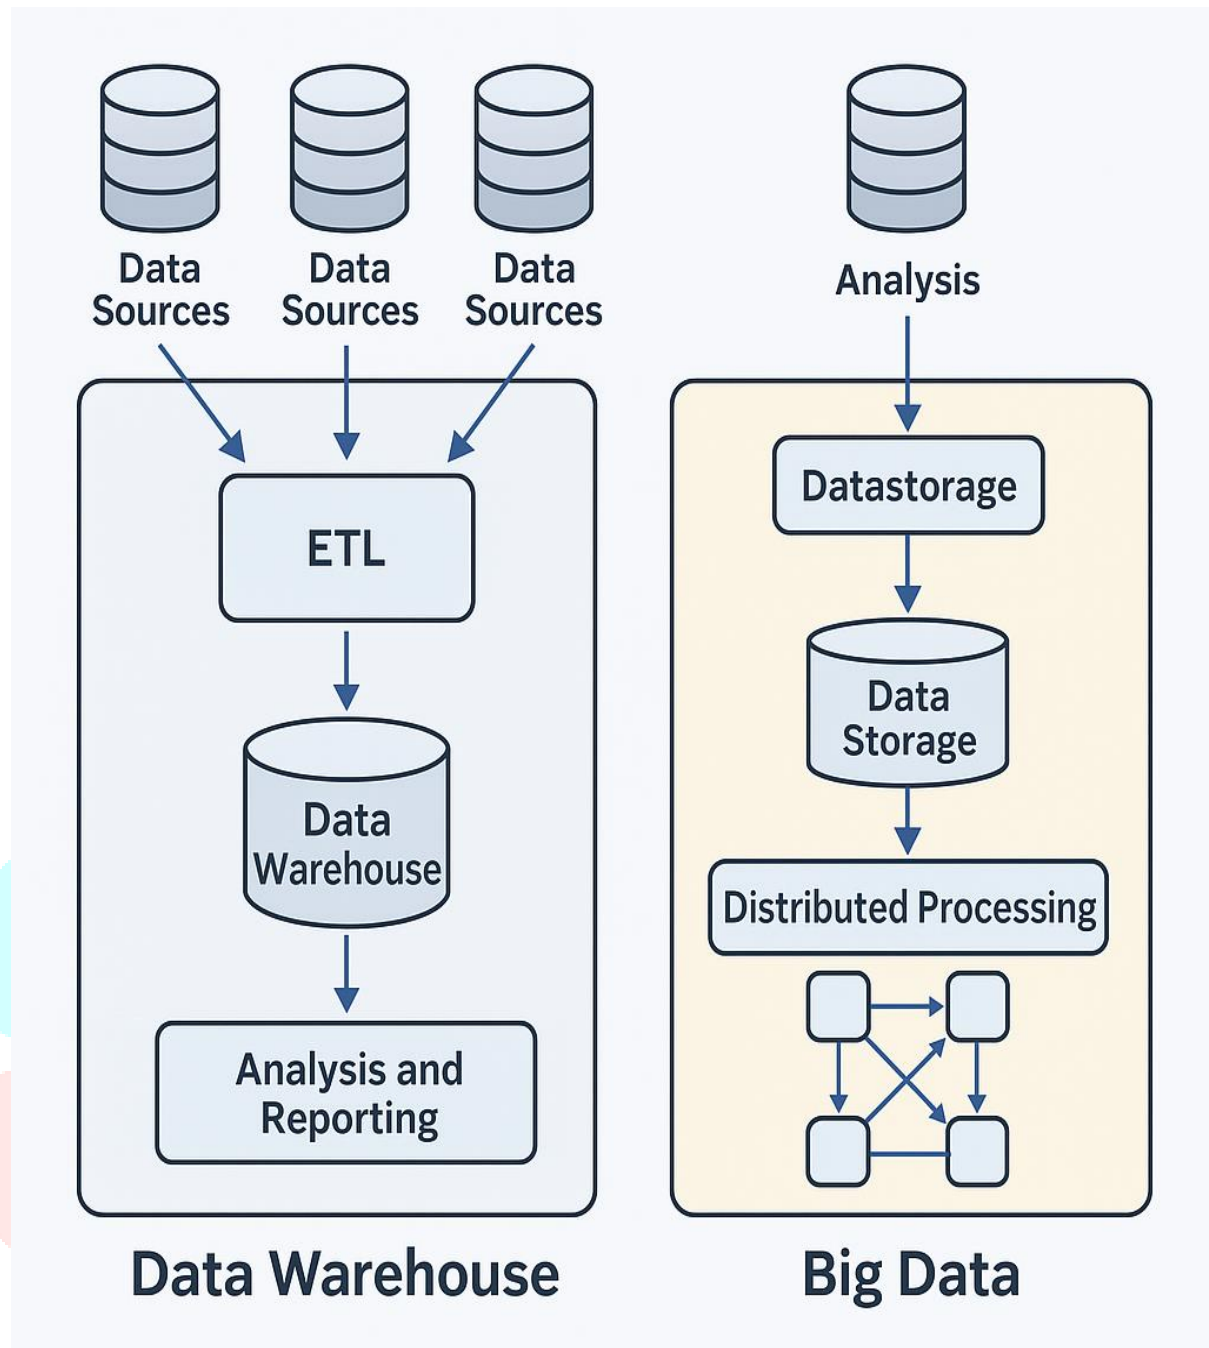 Data
Sources
Data
Sources
Data
Sources
ETL
Data
Warehouse
Analysis and
Reporting
Data Warehouse
Analysis
Datastorage
Data
Storage
Distributed Processing
Big Data